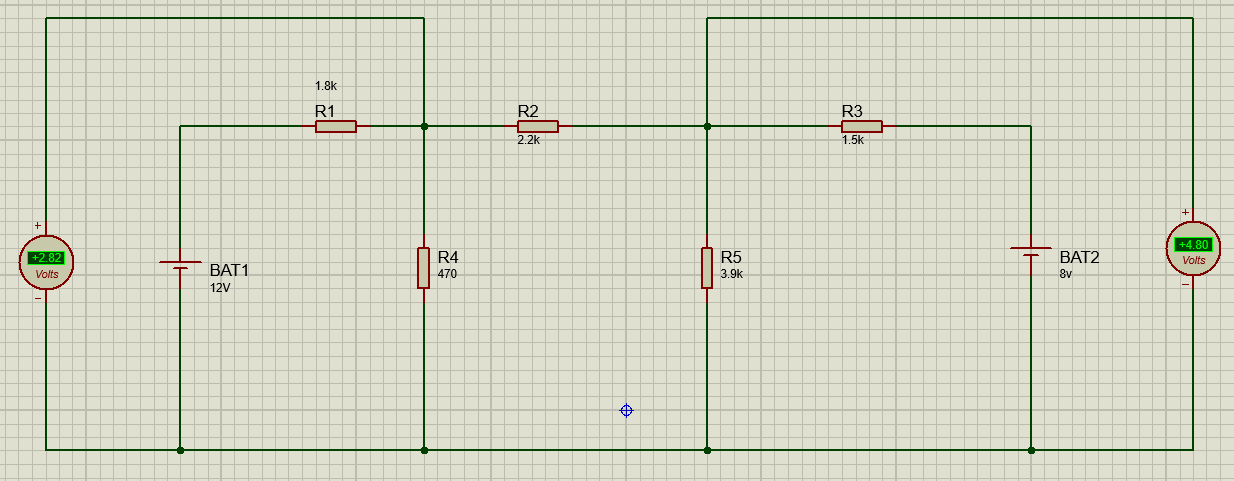 1.8k
R1
R2
2.2k
R3
1.5k
+
+2.82
Volts
−
BAT1
12V
R4
470
R5
3.9k
BAT2
8v
+
+4.80
Volts
−